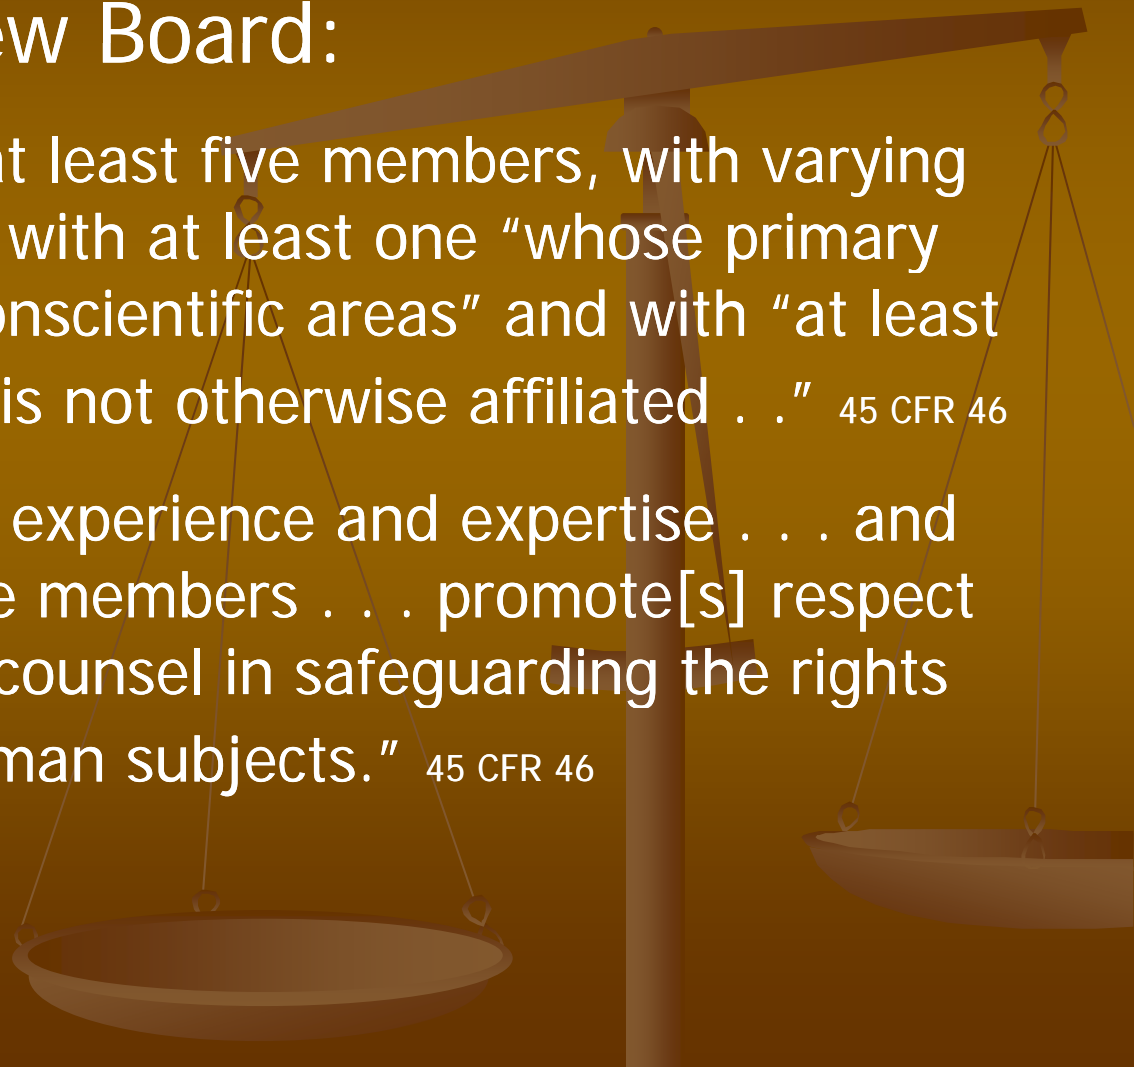 ew Board:
at least five members, with varying
with at least one “whose primary
onscientific areas” and with “at least
is not otherwise affiliated . .” 45 CFR 46
experience and expertise . . . and
e members . . . promote[s] respect
counsel in safeguarding the rights
man subjects.” 45 CFR 46